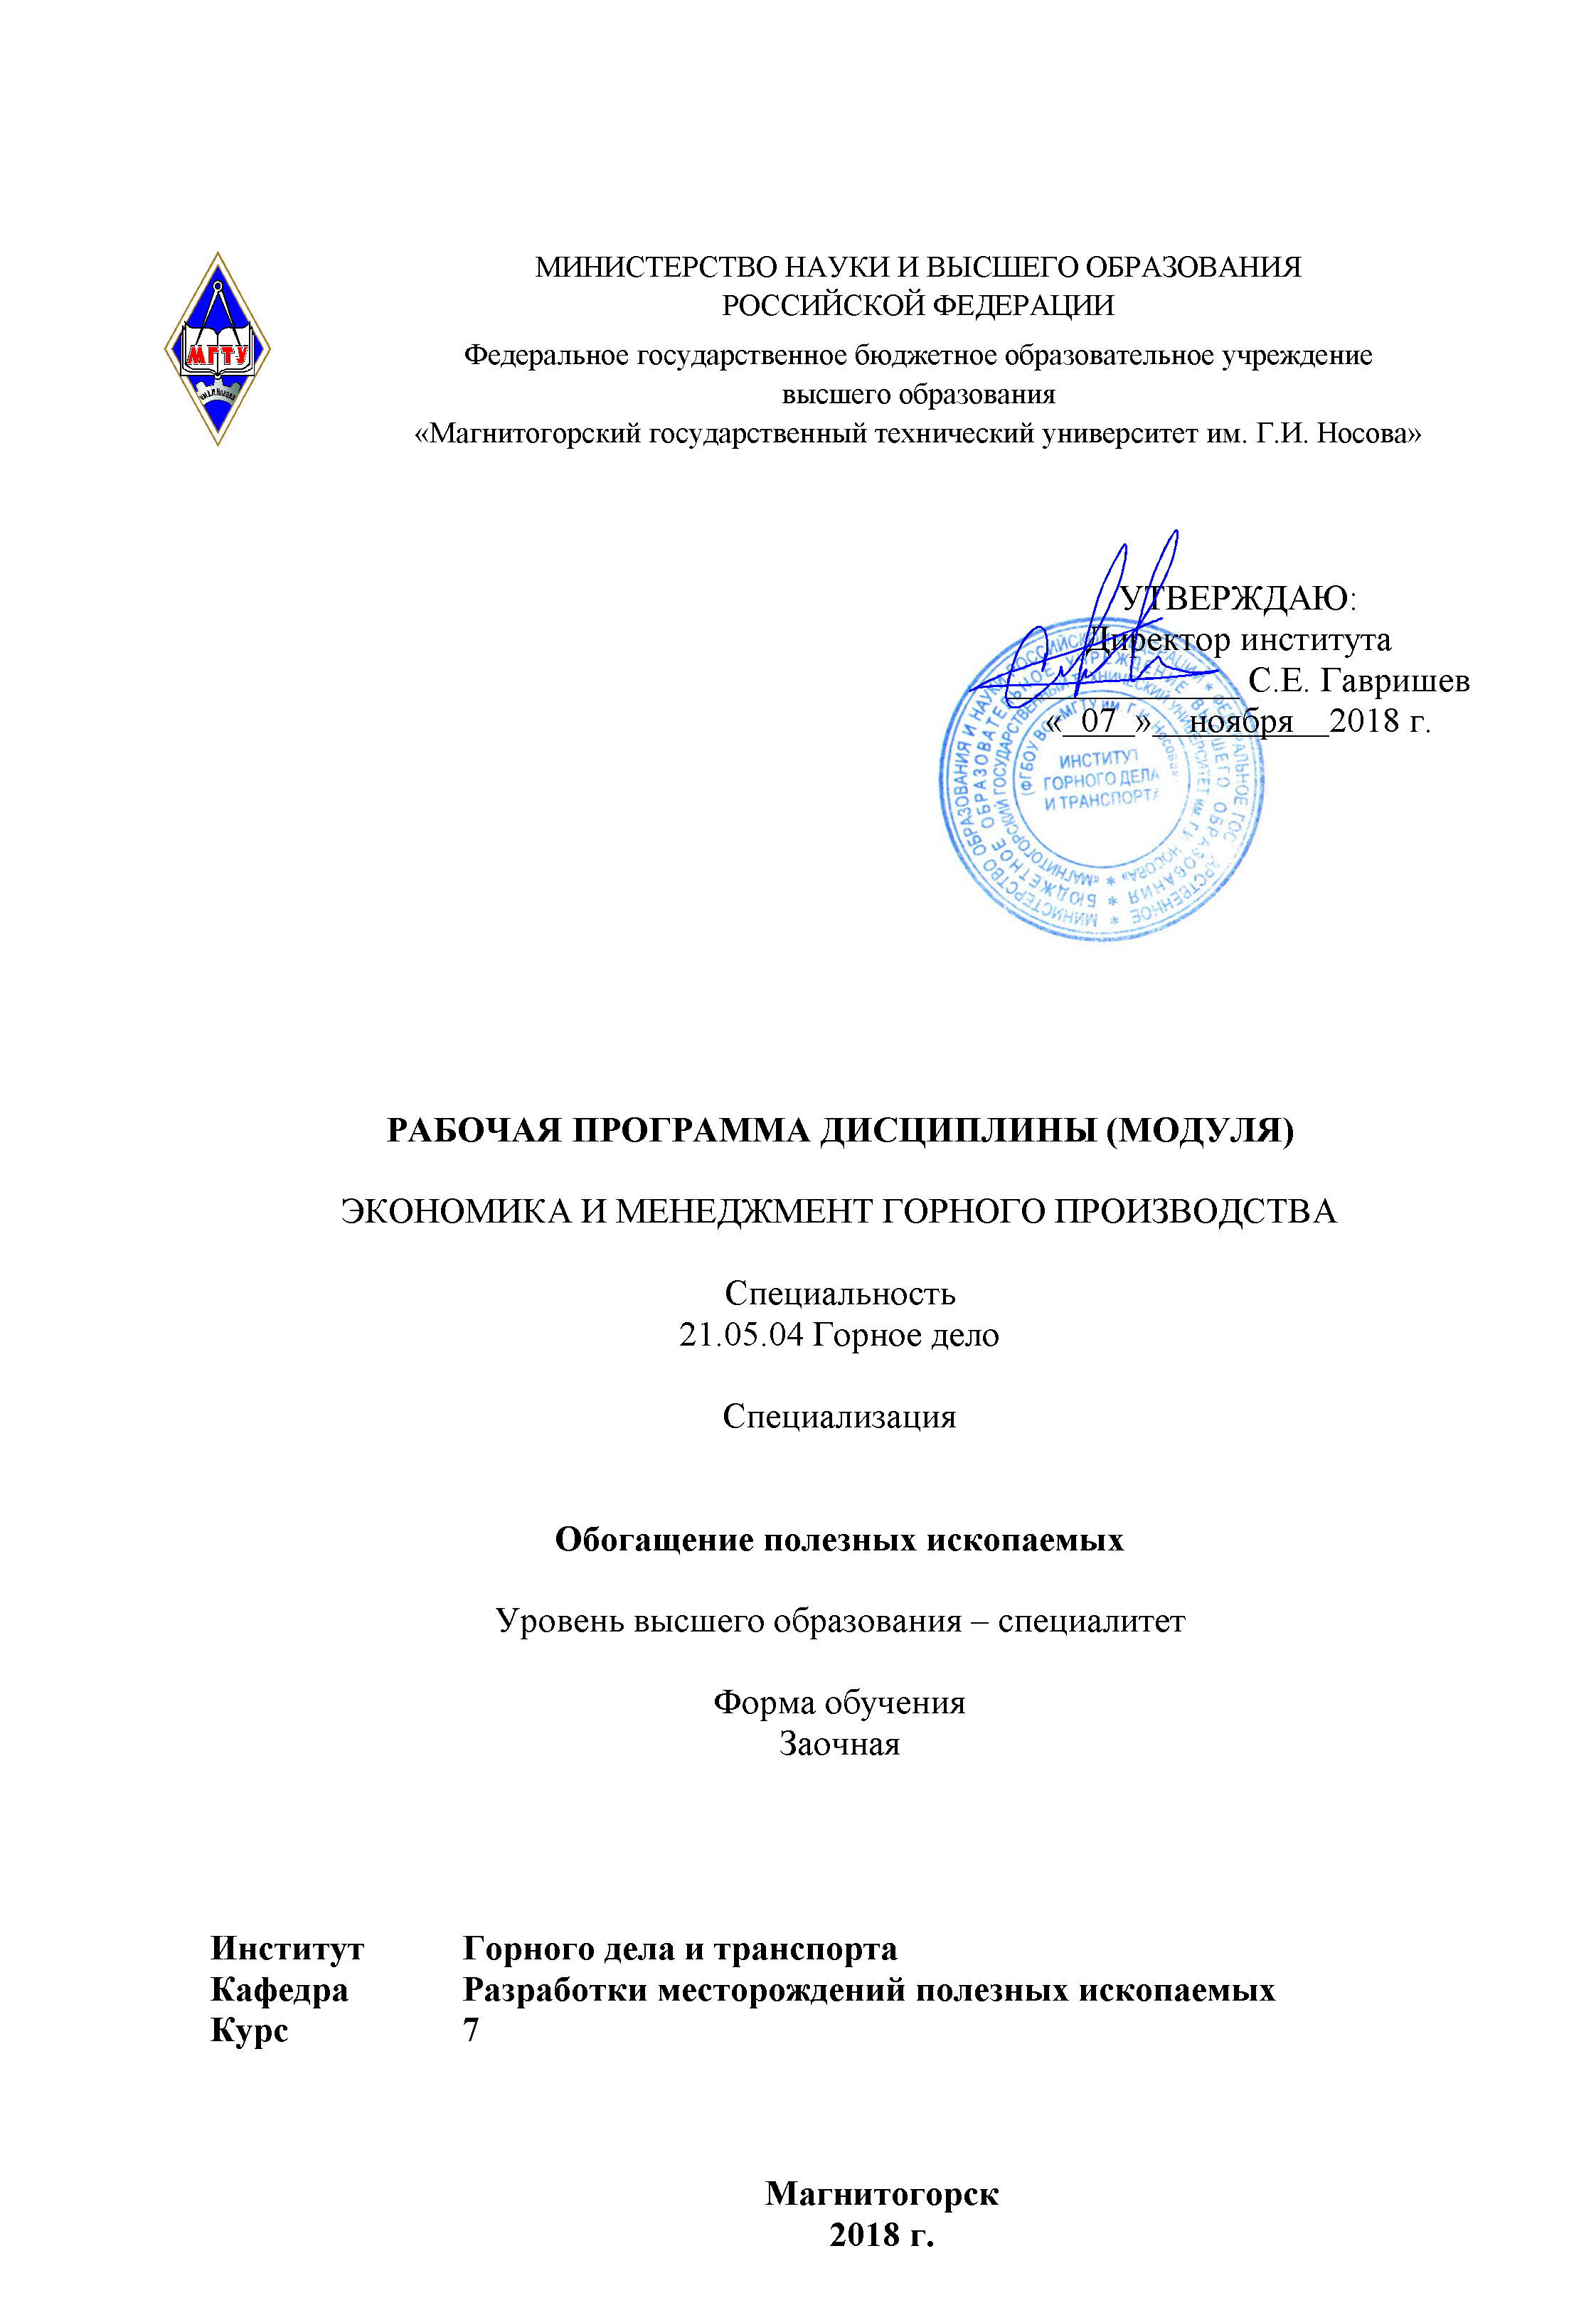 МИНИСТЕРСТВО НАУКИ И ВЫСШЕГО ОБРАЗОВАНИЯ
РОССИЙСКОЙ ФЕДЕРАЦИИ
Федеральное государственное бюджетное образовательное учреждение
высшего образования
«Магнитогорский государственный технический университет им. Г.И. Носова»
МГТУ
УТВЕРЖДАЮ:
Директор института
С.Е. Гавришев
« 07 » ноября 2018 г.
ИНСТИТУТ
ГОРНОГО ДЕЛА
И ТРАНСПОРТА
РАБОЧАЯ ПРОГРАММА ДИСЦИПЛИНЫ (МОДУЛЯ)
ЭКОНОМИКА И МЕНЕДЖМЕНТ ГОРНОГО ПРОИЗВОДСТВА
Специальность
21.05.04 Горное дело
Специализация
Обогащение полезных ископаемых
Уровень высшего образования – специалитет
Форма обучения
Заочная
Институт Горного дела и транспорта
Кафедра Разработки месторождений полезных ископаемых
Курс 7
Магнитогорск
2018 г.